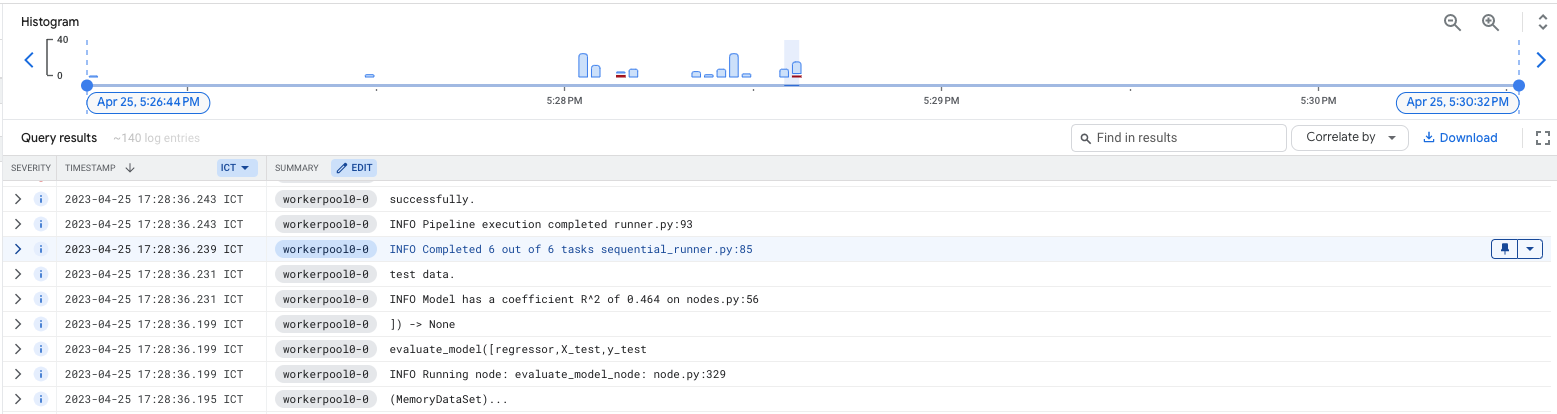 Histogram
40
0
Apr 25, 5:26:44 PM
5:28 PM
5:29 PM
5:30 PM
Apr 25, 5:30:32 PM
Query results ~140 log entries
Find in results
Correlate by
Download
SEVERITY TIMESTAMP ICT SUMMARY EDIT
2023-04-25 17:28:36.243 ICT workerpool0-0 successfully.
2023-04-25 17:28:36.243 ICT workerpool0-0 INFO Pipeline execution completed runner.py:93
2023-04-25 17:28:36.239 ICT workerpool0-0 INFO Completed 6 out of 6 tasks sequential_runner.py:85
2023-04-25 17:28:36.231 ICT workerpool0-0 test data.
2023-04-25 17:28:36.231 ICT workerpool0-0 INFO Model has a coefficient R^2 of 0.464 on nodes.py:56
2023-04-25 17:28:36.199 ICT workerpool0-0 ]) -> None
2023-04-25 17:28:36.199 ICT workerpool0-0 evaluate_model([regressor,X_test,y_test
2023-04-25 17:28:36.199 ICT workerpool0-0 INFO Running node: evaluate_model_node: node.py:329
2023-04-25 17:28:36.195 ICT workerpool0-0 (MemoryDataSet)...